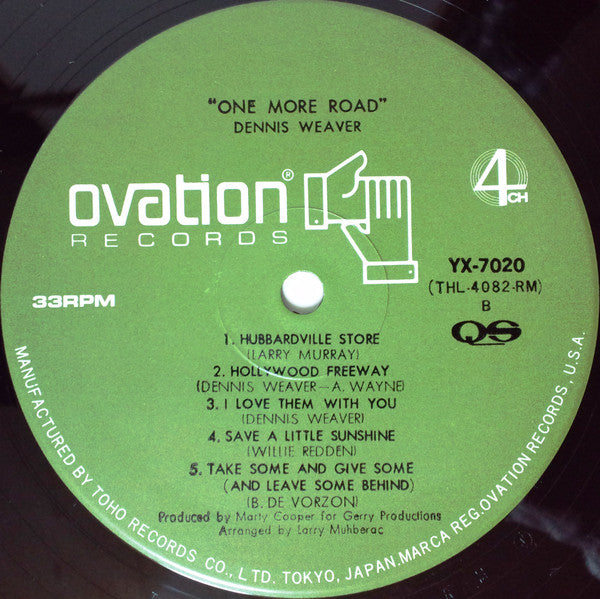 "ONE MORE ROAD"
DENNIS WEAVER
ovation®
RECORDS
4CH
33RPM
YX-7020
(THL-4082-RM)
B
QS
1. HUBBARDVILLE STORE
(LARRY MURRAY)
2. HOLLYWOOD FREEWAY
(DENNIS WEAVER—A. WAYNE)
3. I LOVE THEM WITH YOU
(DENNIS WEAVER)
4. SAVE A LITTLE SUNSHINE
(WILLIE REDDEN)
5. TAKE SOME AND GIVE SOME
(AND LEAVE SOME BEHIND)
(B. DE VORZON)
Produced by Marty Cooper for Gerry Productions
Arranged by Larry Muhberac
MANUFACTURED BY TOHO RECORDS CO., LTD. TOKYO, JAPAN. MARCA REG. OVATION RECORDS, U.S.A.